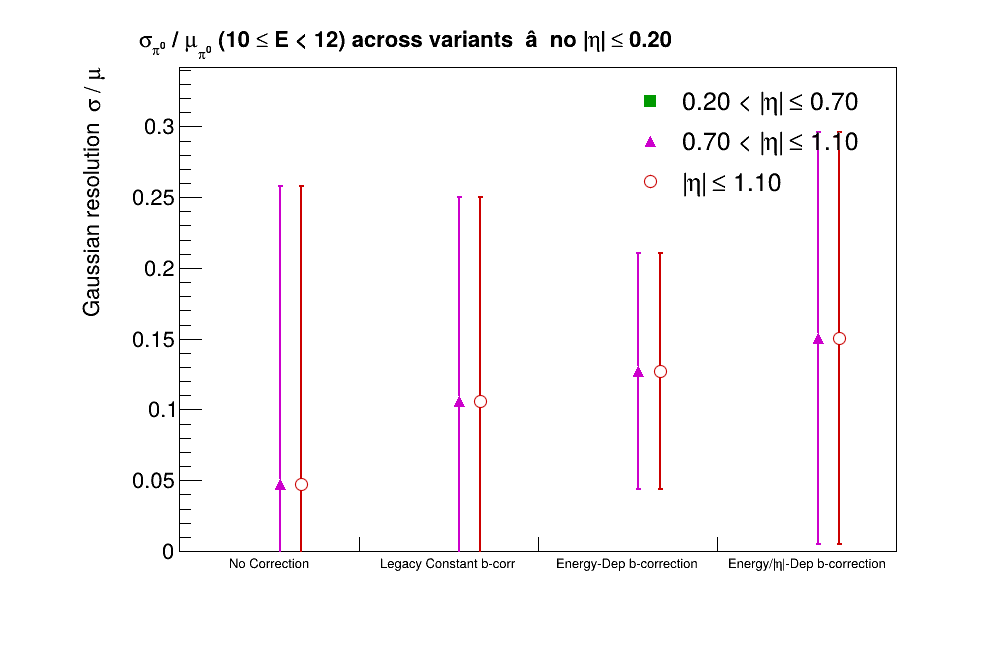 σπ⁰ / μπ⁰ (10 ≤ E < 12) across variants â no |η| ≤ 0.20
Gaussian resolution σ / μ
0.20 < |η| ≤ 0.70
0.70 < |η| ≤ 1.10
|η| ≤ 1.10
0.3
0.25
0.2
0.15
0.1
0.05
0
No Correction
Legacy Constant b-corr
Energy-Dep b-correction
Energy/|η|-Dep b-correction